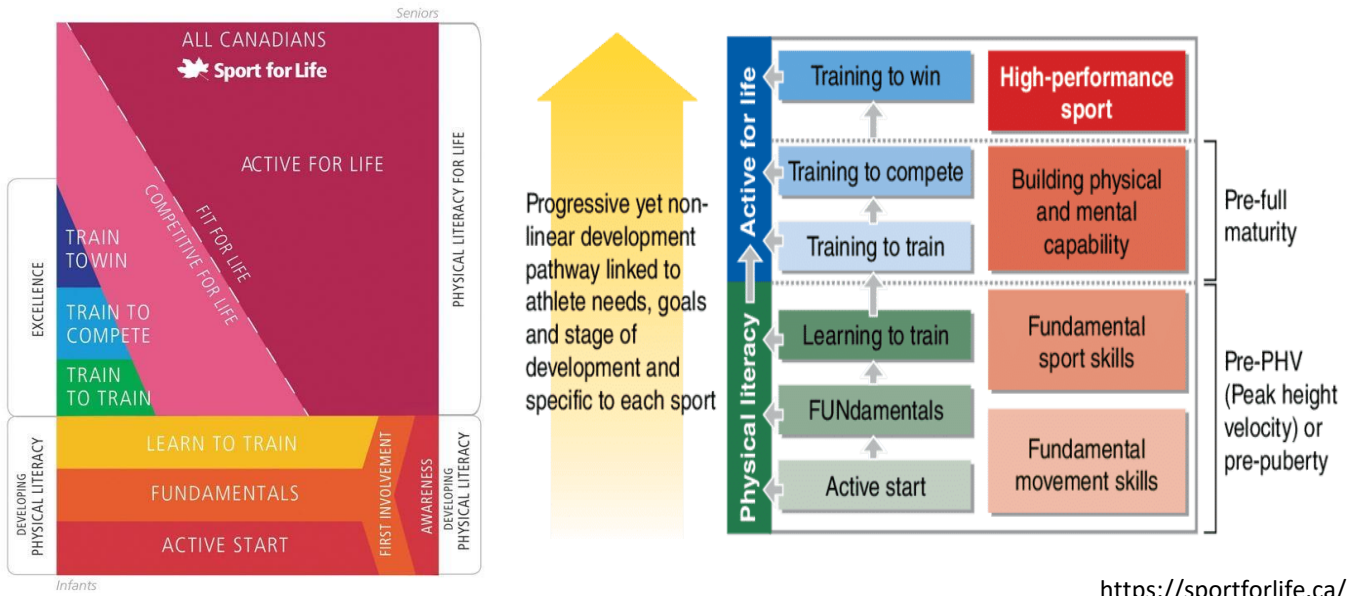 Seniors
ALL CANADIANS
Sport for Life
ACTIVE FOR LIFE
FIT FOR LIFE
COMPETITIVE FOR LIFE
TRAIN
TO WIN
TRAIN TO
COMPETE
TRAIN
TO TRAIN
EXCELLENCE
PHYSICAL LITERACY FOR LIFE
LEARN TO TRAIN
FUNDAMENTALS
ACTIVE START
FIRST INVOLVEMENT
AWARENESS
DEVELOPING
PHYSICAL LITERACY
DEVELOPING
PHYSICAL LITERACY
Infants
Progressive yet non-
linear development
pathway linked to
athlete needs, goals
and stage of
development and
specific to each sport
Active for life
Physical literacy
Training to win
Training to compete
Training to train
Learning to train
FUNdamentals
Active start
High-performance
sport
Building physical
and mental
capability
Fundamental
sport skills
Fundamental
movement skills
Pre-full
maturity
Pre-PHV
(Peak height
velocity) or
pre-puberty
https://sportforlife.ca/